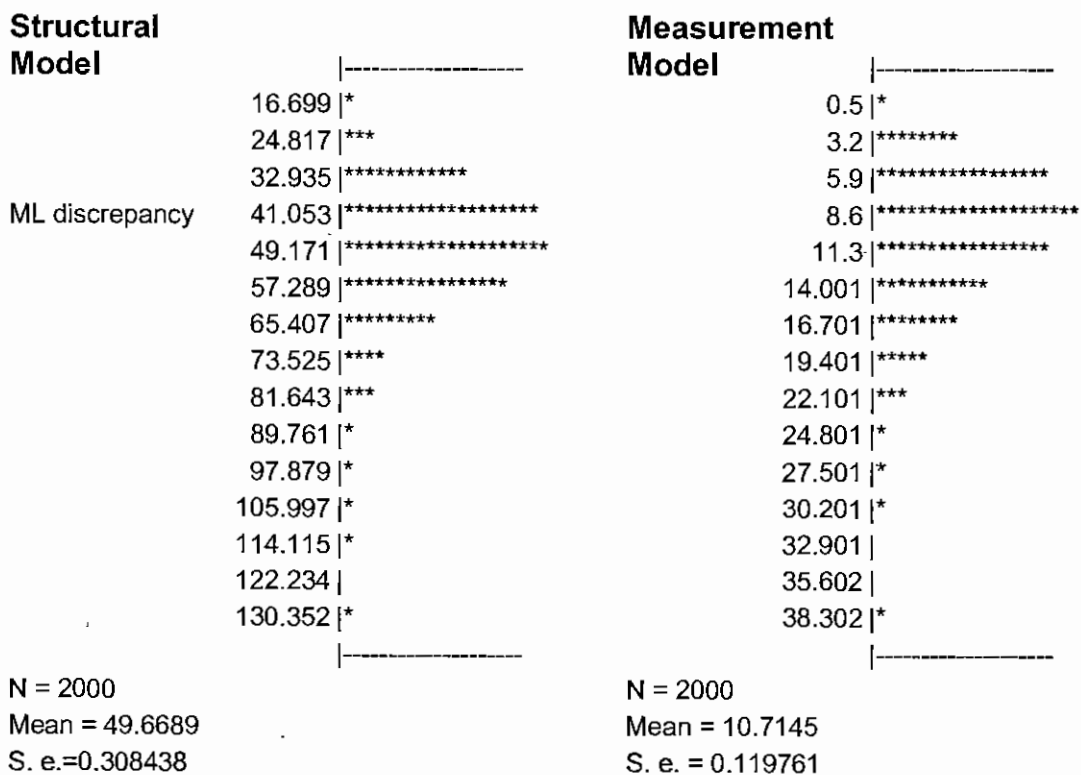 Structural
Model |--------------------
16.699 |*
24.817 |***
32.935 |************
ML discrepancy 41.053 |*******************
49.171 |********************
57.289 |****************
65.407 |*********
73.525 |****
81.643 |***
89.761 |*
97.879 |*
105.997 |*
114.115 |*
122.234 |
130.352 |*
|--------------------
N = 2000
Mean = 49.6689
S. e.=0.308438
Measurement
Model |--------------------
0.5 |*
3.2 |********
5.9 |*****************
8.6 |********************
11.3 |*****************
14.001 |***********
16.701 |********
19.401 |*****
22.101 |***
24.801 |*
27.501 |*
30.201 |*
32.901 |
35.602 |
38.302 |*
|--------------------
N = 2000
Mean = 10.7145
S. e. = 0.119761